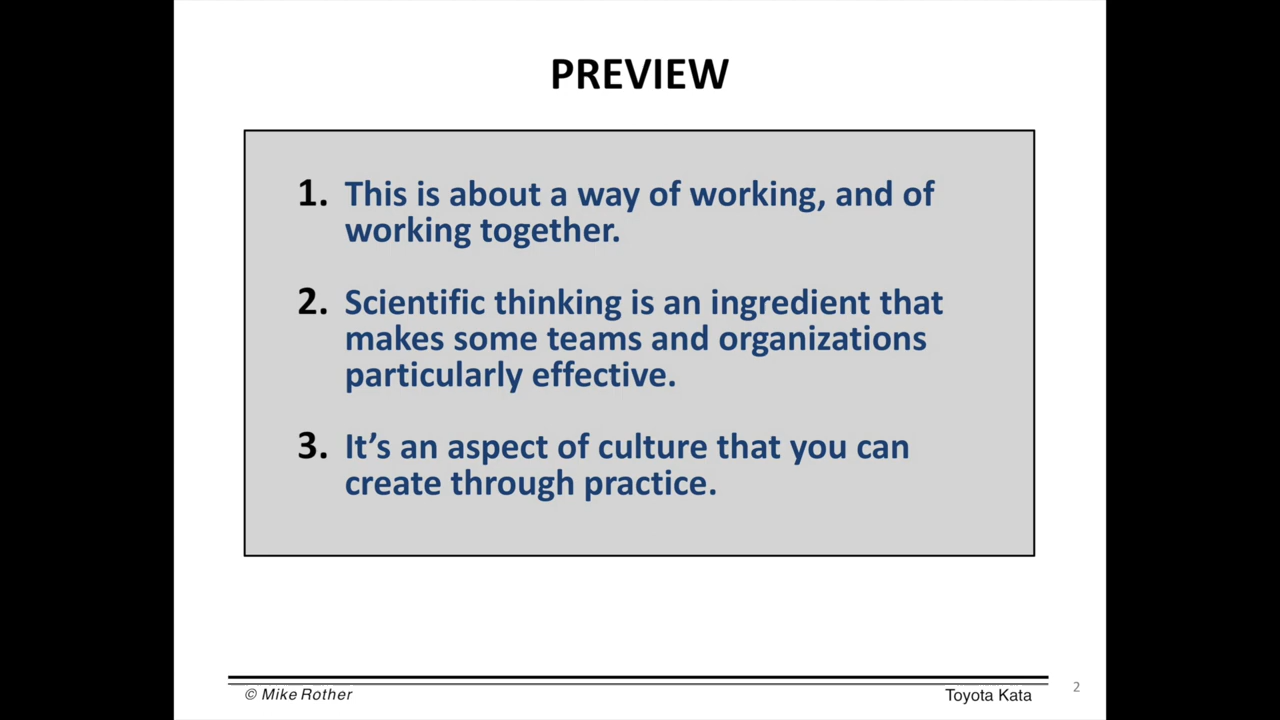 PREVIEW
1. This is about a way of working, and of
working together.
2. Scientific thinking is an ingredient that
makes some teams and organizations
particularly effective.
3. It’s an aspect of culture that you can
create through practice.
© Mike Rother
Toyota Kata
2